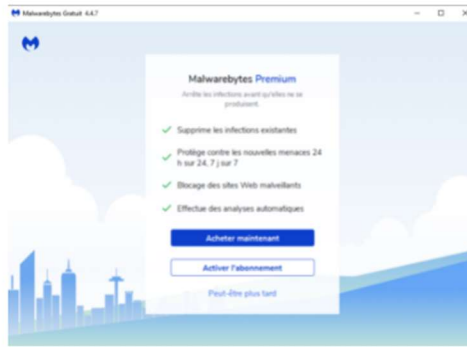 Malwarebytes Gratuit 4.4.7
Malwarebytes Premium
Arrête les infections avant qu'elles ne se
produisent.
Supprime les infections existantes
Protège contre les nouvelles menaces 24
h sur 24, 7 j sur 7
Blocage des sites Web malveillants
Effectue des analyses automatiques
Acheter maintenant
Activer l'abonnement
Peut-être plus tard